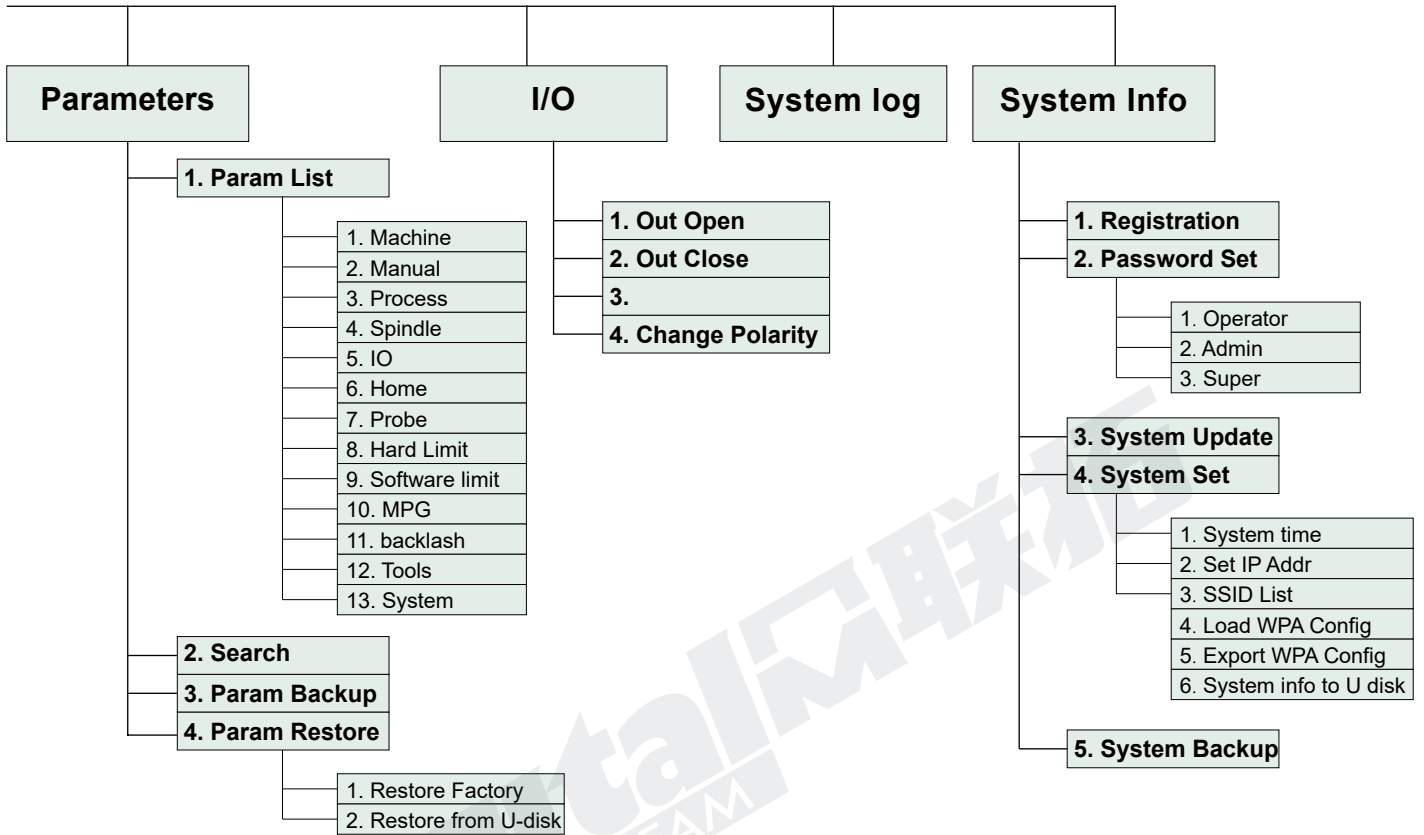 Parameters
1. Param List
1. Machine
2. Manual
3. Process
4. Spindle
5. IO
6. Home
7. Probe
8. Hard Limit
9. Software limit
10. MPG
11. backlash
12. Tools
13. System
2. Search
3. Param Backup
4. Param Restore
1. Restore Factory
2. Restore from U-disk
I/O
1. Out Open
2. Out Close
3.
4. Change Polarity
System log
System Info
1. Registration
2. Password Set
1. Operator
2. Admin
3. Super
3. System Update
4. System Set
1. System time
2. Set IP Addr
3. SSID List
4. Load WPA Config
5. Export WPA Config
6. System info to U disk
5. System Backup
联拓